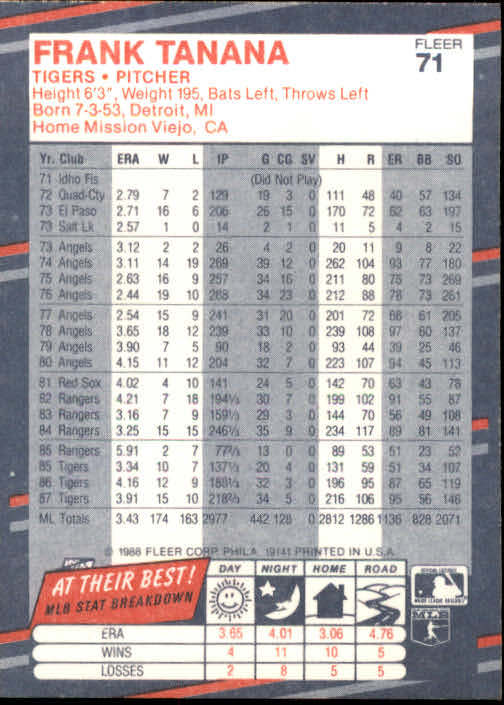 FRANK TANANA
TIGERS • PITCHER
Height 6'3", Weight 195, Bats Left, Throws Left
Born 7-3-53, Detroit, MI
Home Mission Viejo, CA
FLEER
71
Yr. Club ERA W L IP G CG SV H R ER BB SO
71 Idho Fls (Did Not Play)
72 Quad-Cty 2.79 7 2 129 19 3 0 111 48 40 57 134
73 El Paso 2.71 16 6 206 26 15 0 170 72 62 63 197
73 Salt Lk 2.57 1 0 14 2 1 0 11 5 4 2 15
73 Angels 3.12 2 2 26 4 2 0 20 11 9 8 22
74 Angels 3.11 14 19 269 39 12 0 262 104 93 77 180
75 Angels 2.63 16 9 257 34 16 0 211 80 75 73 269
76 Angels 2.44 19 10 288 34 23 0 212 88 78 73 261
77 Angels 2.54 15 9 241 31 20 0 201 72 68 61 205
78 Angels 3.65 18 12 239 33 10 0 239 108 97 60 137
79 Angels 3.90 7 5 90 18 2 0 93 44 39 25 46
80 Angels 4.15 11 12 204 32 7 0 223 107 94 45 113
81 Red Sox 4.02 4 10 141 24 5 0 142 70 63 43 78
82 Rangers 4.21 7 18 194⅓ 30 7 0 199 102 91 55 87
83 Rangers 3.16 7 9 159⅓ 29 3 0 144 70 56 49 108
84 Rangers 3.25 15 15 246⅓ 35 9 0 234 117 89 81 141
85 Rangers 5.91 2 7 77⅔ 13 0 0 89 53 51 23 52
85 Tigers 3.34 10 7 137⅓ 20 4 0 131 59 51 34 107
86 Tigers 4.16 12 9 188⅓ 32 3 0 196 95 87 65 119
87 Tigers 3.91 15 10 218⅔ 34 5 0 216 106 95 56 146
ML Totals 3.43 174 163 2977 442 128 0 2812 1286 1136 828 2071
© 1988 FLEER CORP. PHILA. 19141 PRINTED IN U.S.A.
AT THEIR BEST!
MLB STAT BREAKDOWN
DAY NIGHT HOME ROAD
ERA 3.65 4.01 3.06 4.76
WINS 4 11 10 5
LOSSES 2 8 5 5